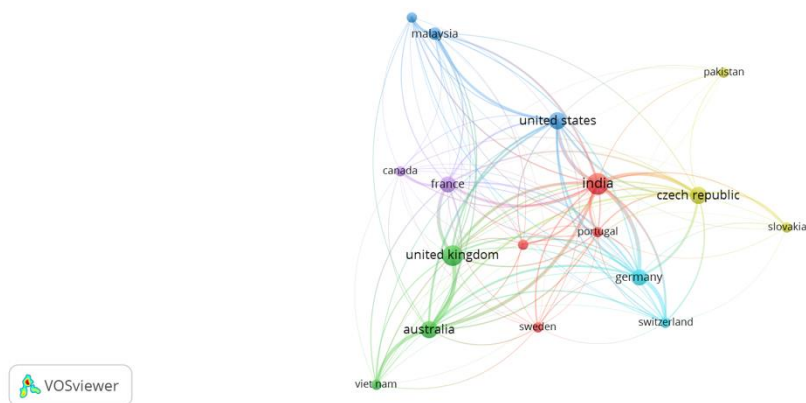 malaysia
pakistan
united states
canada
france
india
czech republic
portugal
slovakia
united kingdom
germany
switzerland
australia
sweden
viet nam
VOSviewer